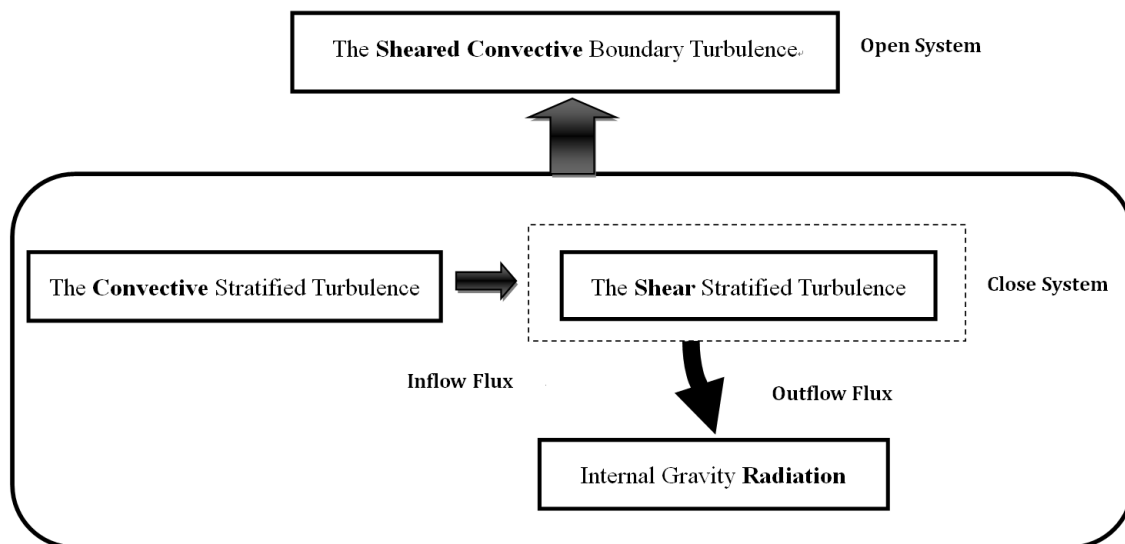 The Sheared Convective Boundary Turbulence
Open System
The Convective Stratified Turbulence
The Shear Stratified Turbulence
Close System
Inflow Flux
Outflow Flux
Internal Gravity Radiation